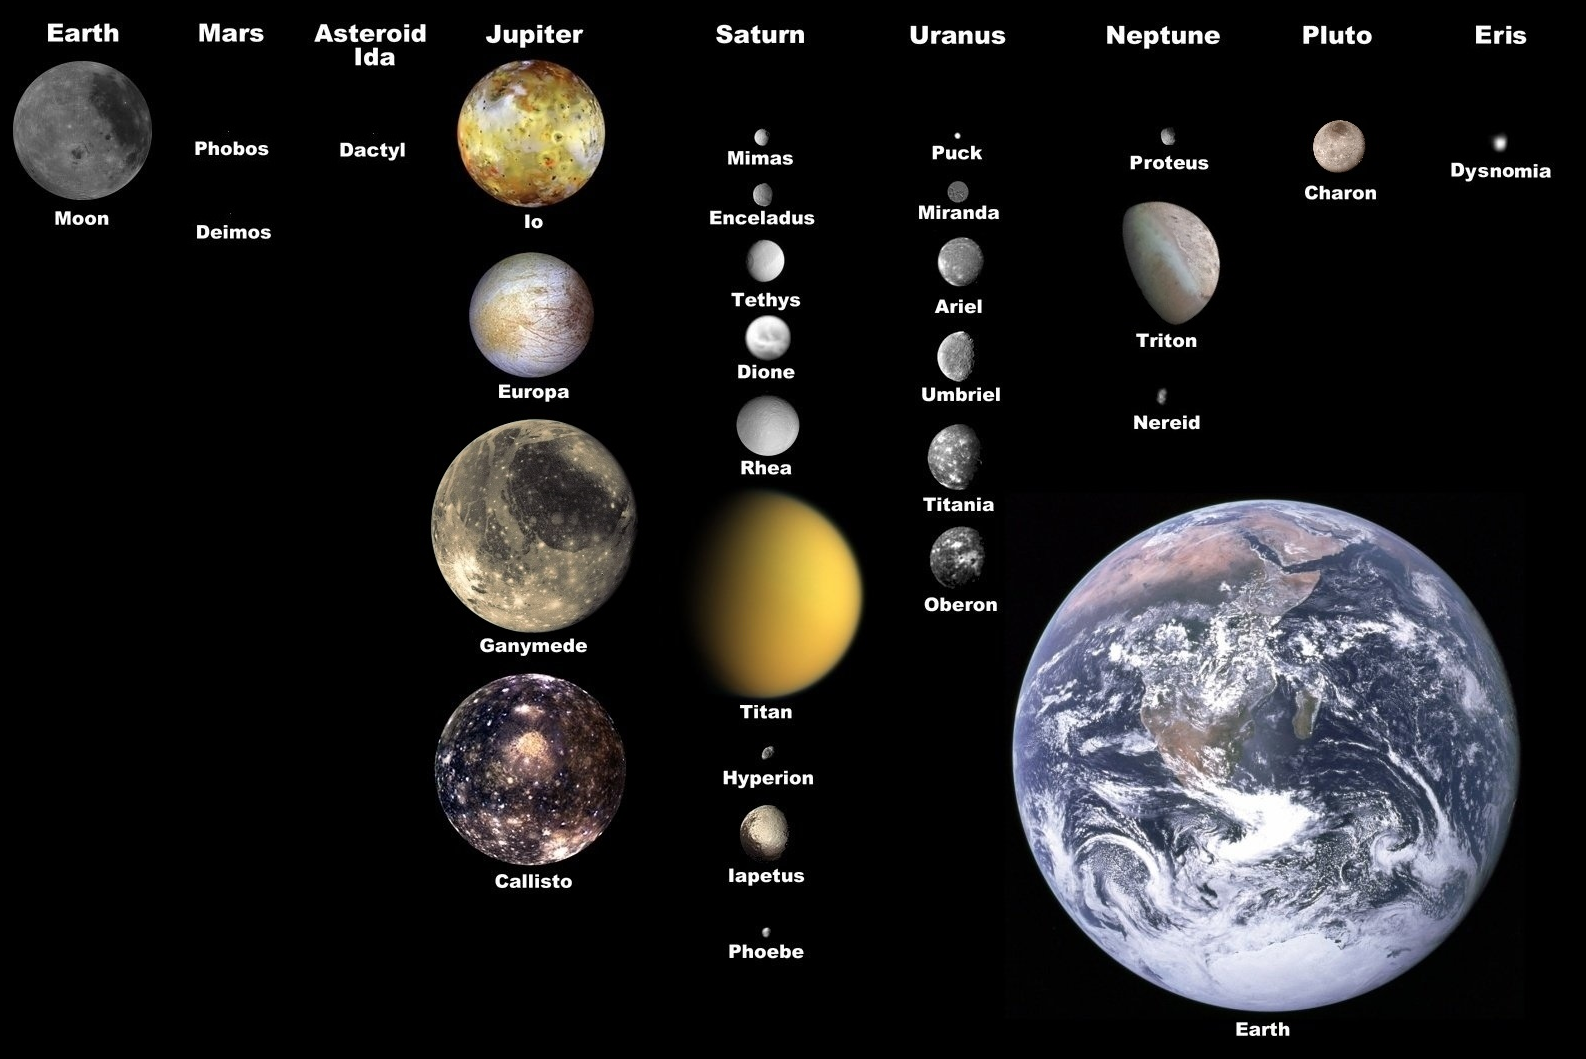 Earth
Mars
Asteroid
Ida
Jupiter
Saturn
Uranus
Neptune
Pluto
Eris
Moon
Phobos
Deimos
Dactyl
Io
Europa
Ganymede
Callisto
Mimas
Enceladus
Tethys
Dione
Rhea
Titan
Hyperion
Iapetus
Phoebe
Puck
Miranda
Ariel
Umbriel
Titania
Oberon
Proteus
Triton
Nereid
Charon
Dysnomia
Earth